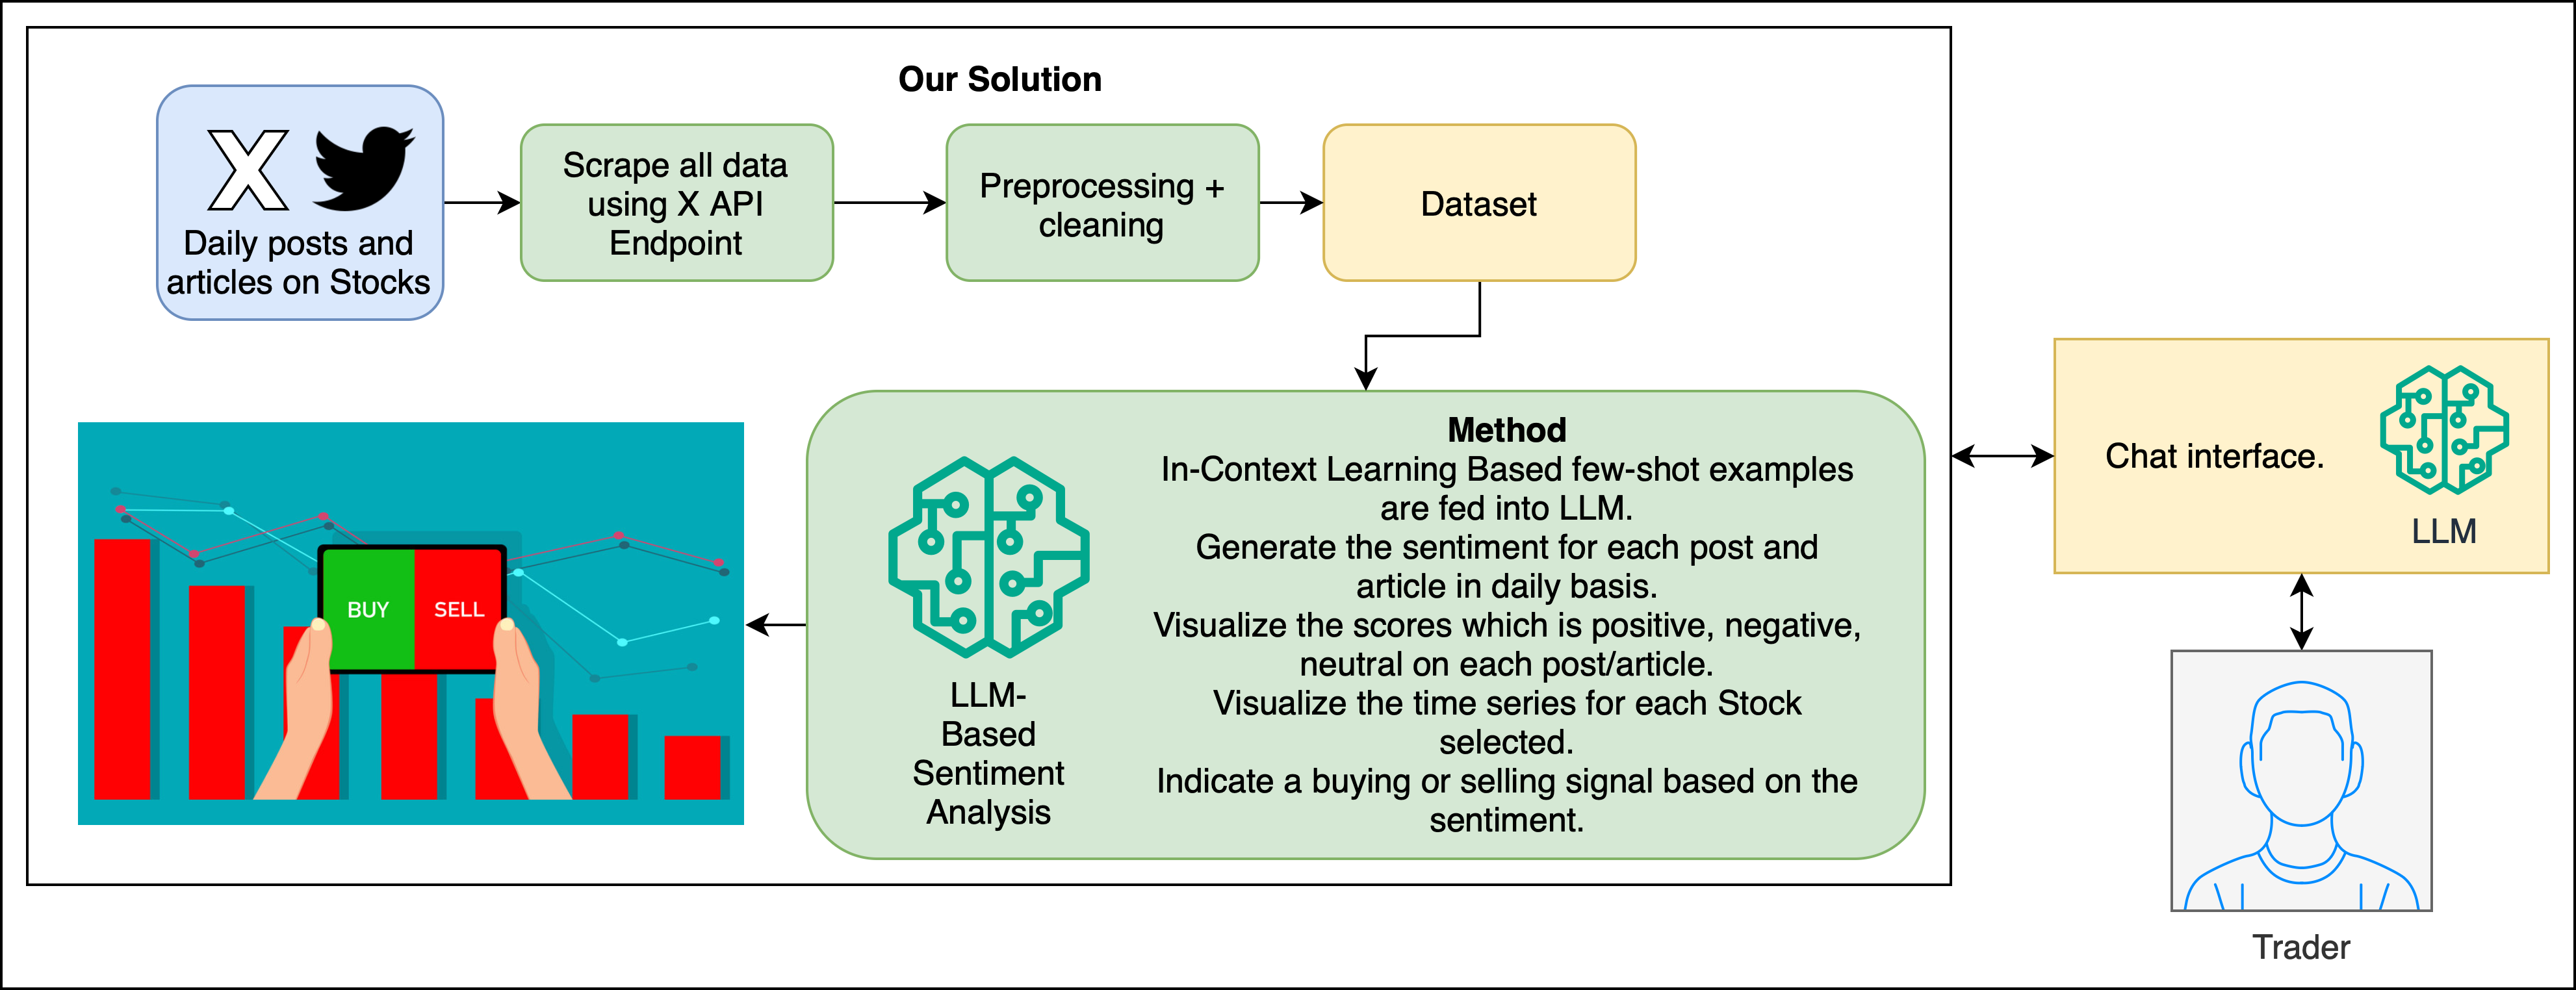 Our Solution
X
Daily posts and
articles on Stocks
Scrape all data
using X API
Endpoint
Preprocessing +
cleaning
Dataset
BUY
SELL
LLM-
Based
Sentiment
Analysis
Method
In-Context Learning Based few-shot examples
are fed into LLM.
Generate the sentiment for each post and
article in daily basis.
Visualize the scores which is positive, negative,
neutral on each post/article.
Visualize the time series for each Stock
selected.
Indicate a buying or selling signal based on the
sentiment.
Chat interface.
LLM
Trader